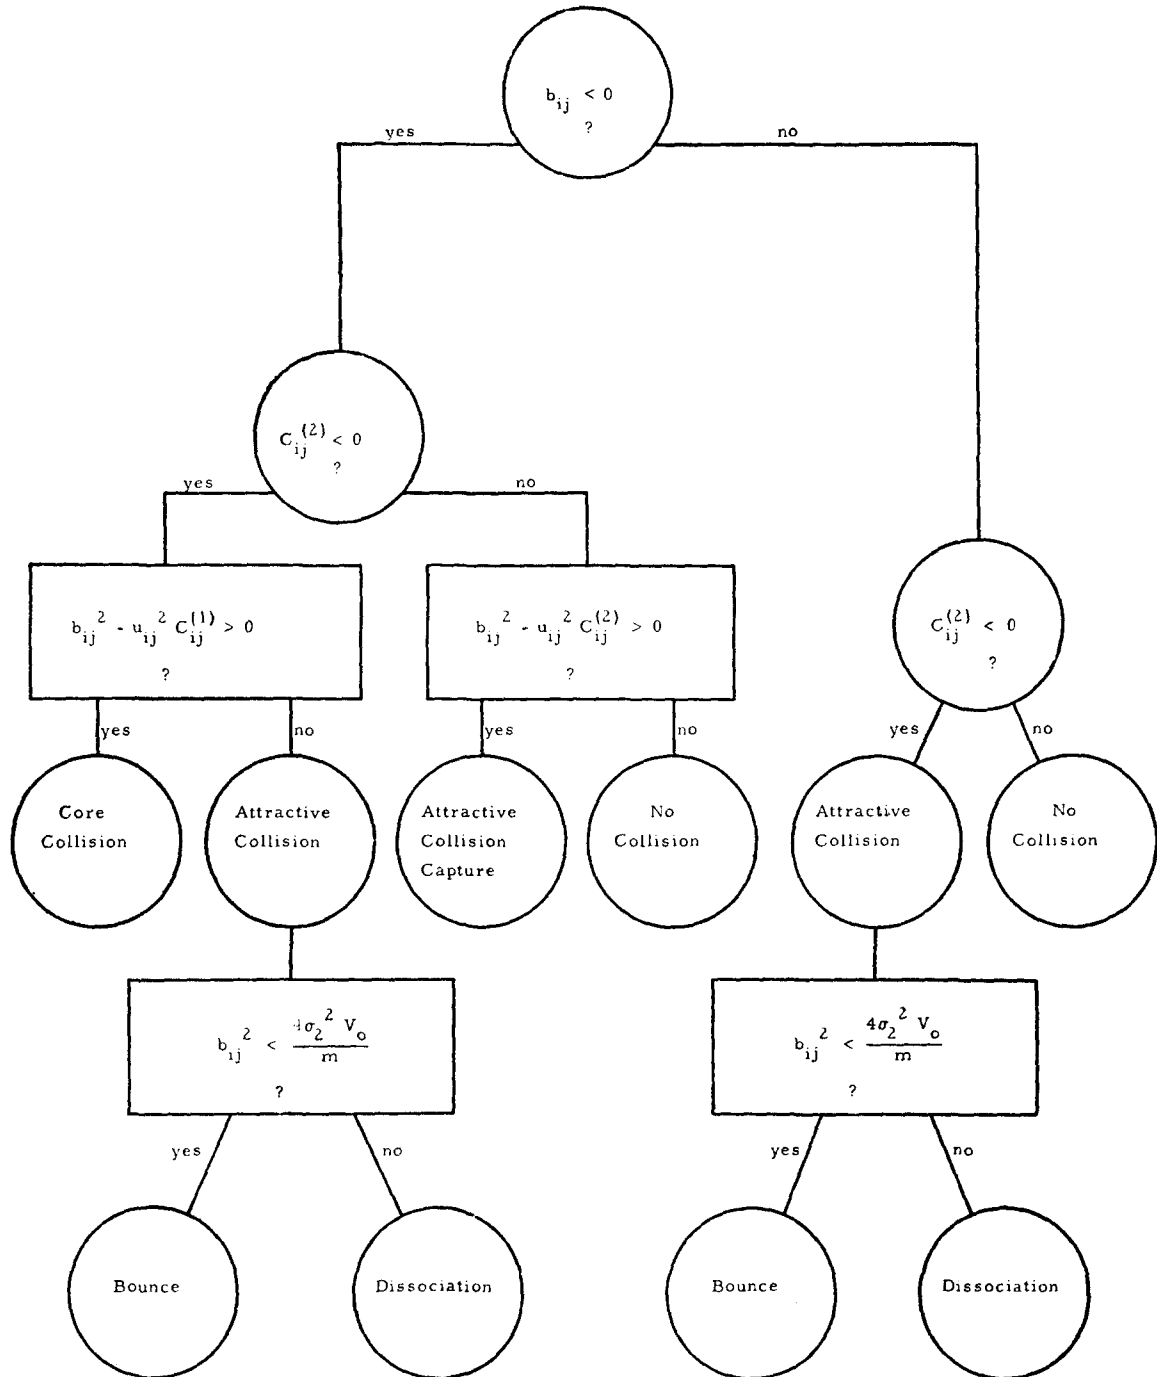 b_ij < 0
?
yes
no
C_ij^(2) < 0
?
yes
no
b_ij^2 - u_ij^2 C_ij^(1) > 0
?
b_ij^2 - u_ij^2 C_ij^(2) > 0
?
C_ij^(2) < 0
?
yes
no
yes
no
yes
no
Core
Collision
Attractive
Collision
Attractive
Collision
Capture
No
Collision
Attractive
Collision
No
Collision
b_ij^2 < 4σ_2^2 V_o / m
?
b_ij^2 < 4σ_2^2 V_o / m
?
yes
no
yes
no
Bounce
Dissociation
Bounce
Dissociation